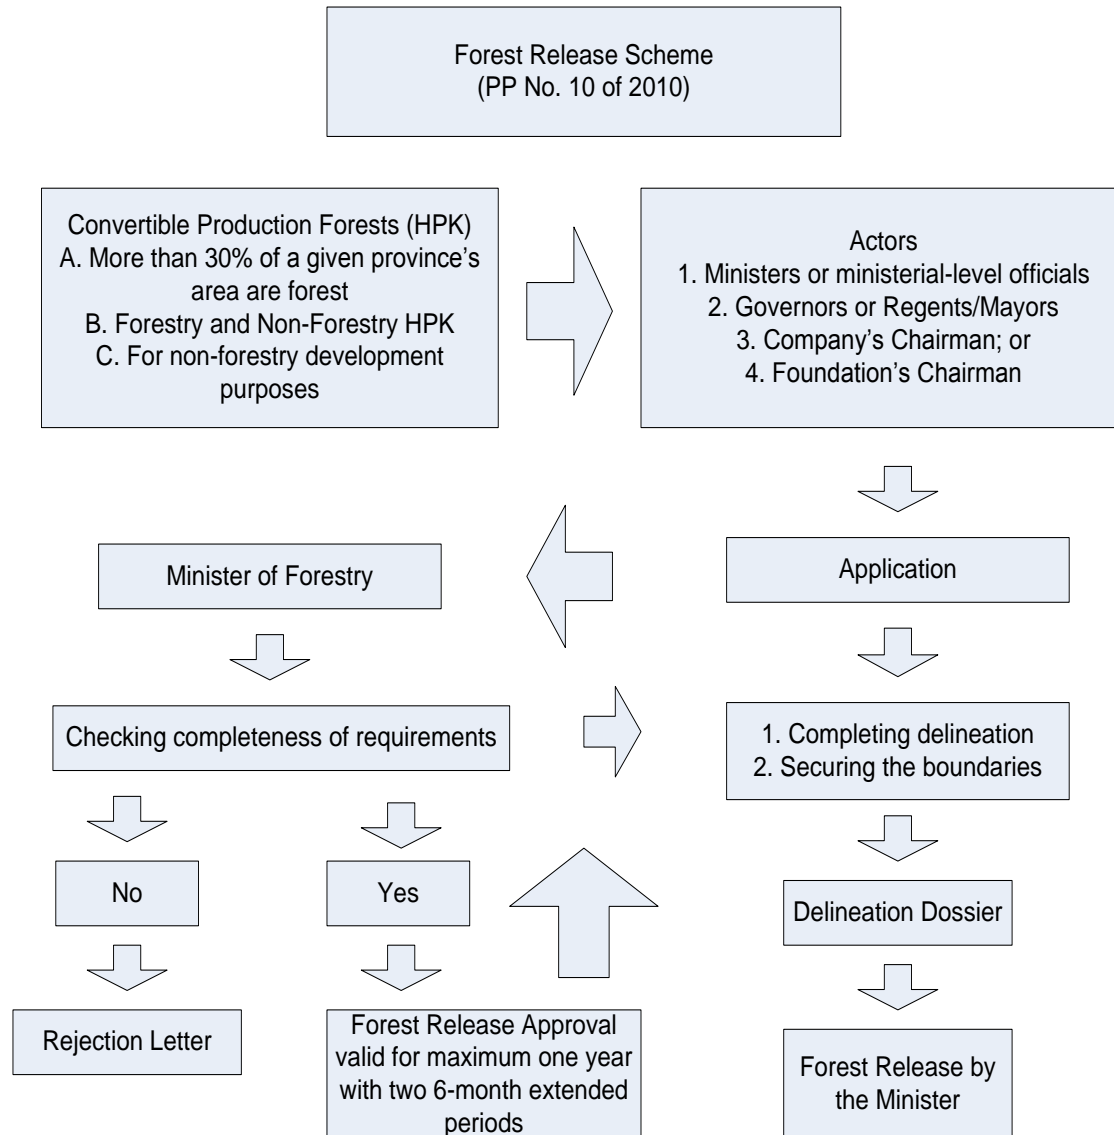 Forest Release Scheme
(PP No. 10 of 2010)
Convertible Production Forests (HPK)
A. More than 30% of a given province’s
area are forest
B. Forestry and Non-Forestry HPK
C. For non-forestry development
purposes
Actors
1. Ministers or ministerial-level officials
2. Governors or Regents/Mayors
3. Company’s Chairman; or
4. Foundation’s Chairman
Minister of Forestry
Application
Checking completeness of requirements
1. Completing delineation
2. Securing the boundaries
No
Yes
Delineation Dossier
Rejection Letter
Forest Release Approval
valid for maximum one year
with two 6-month extended
periods
Forest Release by
the Minister